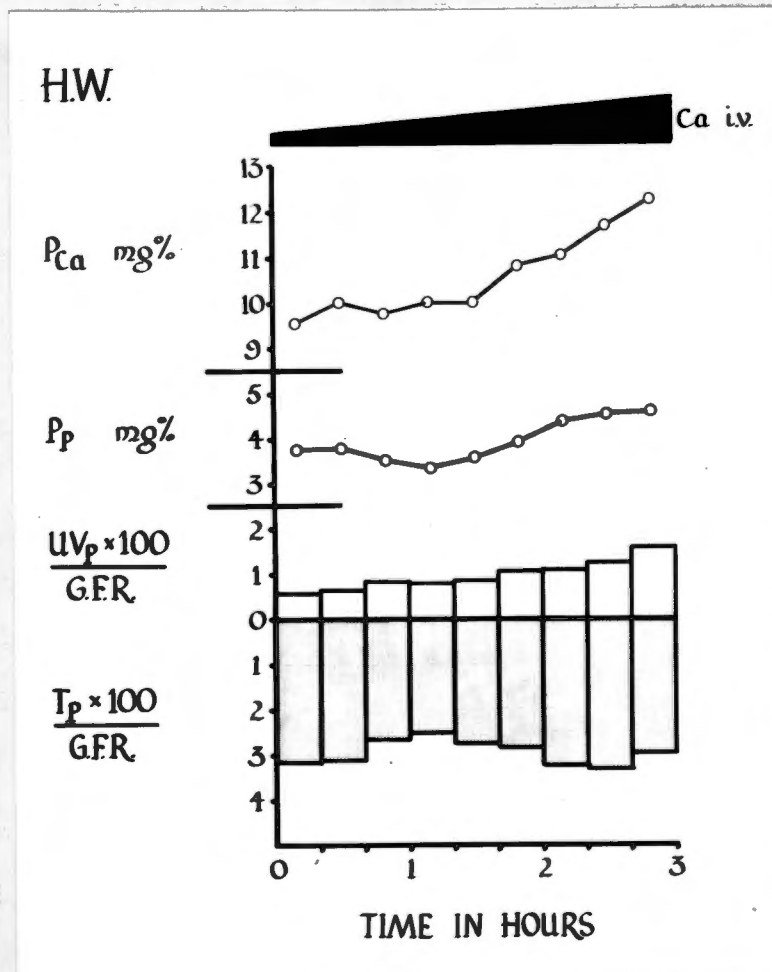 H.W.
Ca i.v.
13
12
P_Ca mg%
11
10
9
5
P_P mg%
4
3
2
UV_P × 100
G.F.R.
1
0
1
T_P × 100
G.F.R.
2
3
4
0 1 2 3
TIME IN HOURS